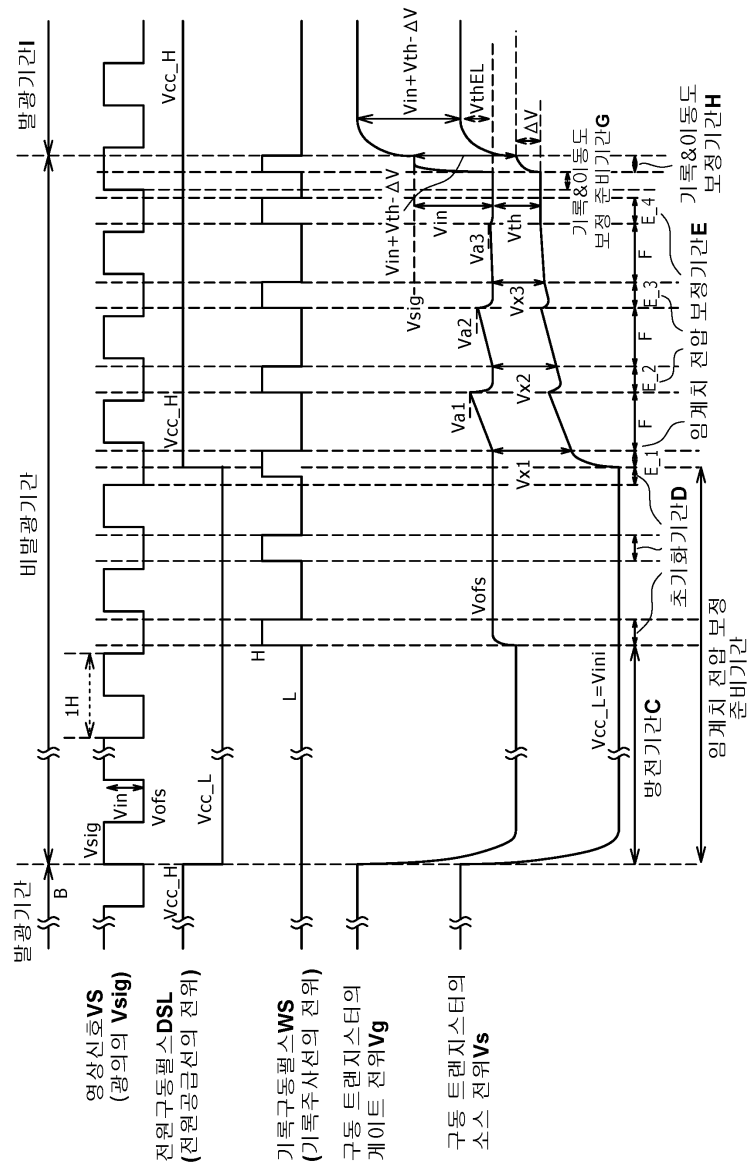 발광기간
B
비발광기간
발광기간I
영상신호VS
(광의의 Vsig)
Vsig
Vin
Vofs
1H
전원구동펄스DSL
(전원공급선의 전위)
Vcc_H
Vcc_L
Vcc_H
Vcc_H
기록구동펄스WS
(기록주사선의 전위)
H
L
구동 트랜지스터의
게이트 전위Vg
Vofs
Va1
Va2
Va3
Vsig
Vin
Vin+Vth-ΔV
Vin+Vth-ΔV
구동 트랜지스터의
소스 전위Vs
Vcc_L=Vini
Vx1
Vx2
Vx3
Vth
VthEL
ΔV
방전기간C
초기화기간D
E_1
F
E_2
F
E_3
F
E_4
임계치 전압 보정기간E
기록&이동도
보정 준비기간G
기록&이동도
보정기간H
임계치 전압 보정
준비기간